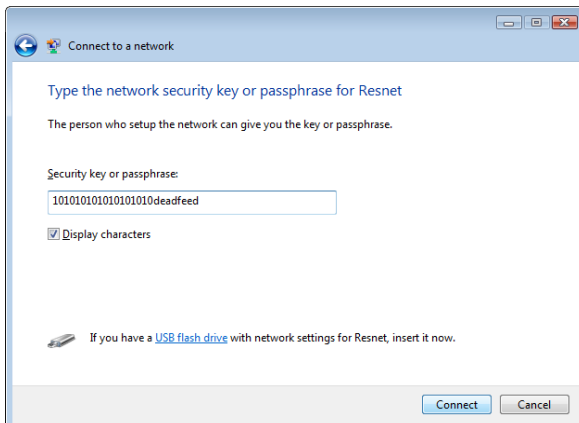 Connect to a network
Type the network security key or passphrase for Resnet
The person who setup the network can give you the key or passphrase.
Security key or passphrase:
101010101010101010deadfeed
Display characters
If you have a USB flash drive with network settings for Resnet, insert it now.
Connect
Cancel